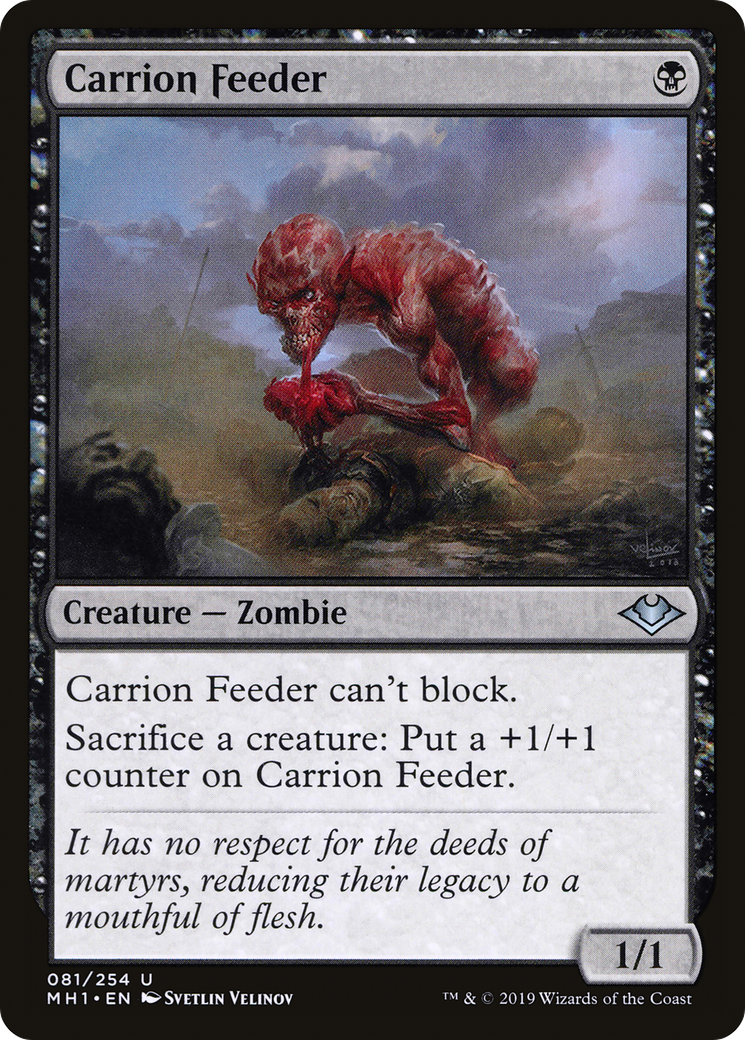 Carrion Feeder
VELINOV
2018
Creature — Zombie
Carrion Feeder can't block.
Sacrifice a creature: Put a +1/+1
counter on Carrion Feeder.
It has no respect for the deeds of
martyrs, reducing their legacy to a
mouthful of flesh.
1/1
081/254 U
MH1 • EN Svetlin Velinov
™ & © 2019 Wizards of the Coast